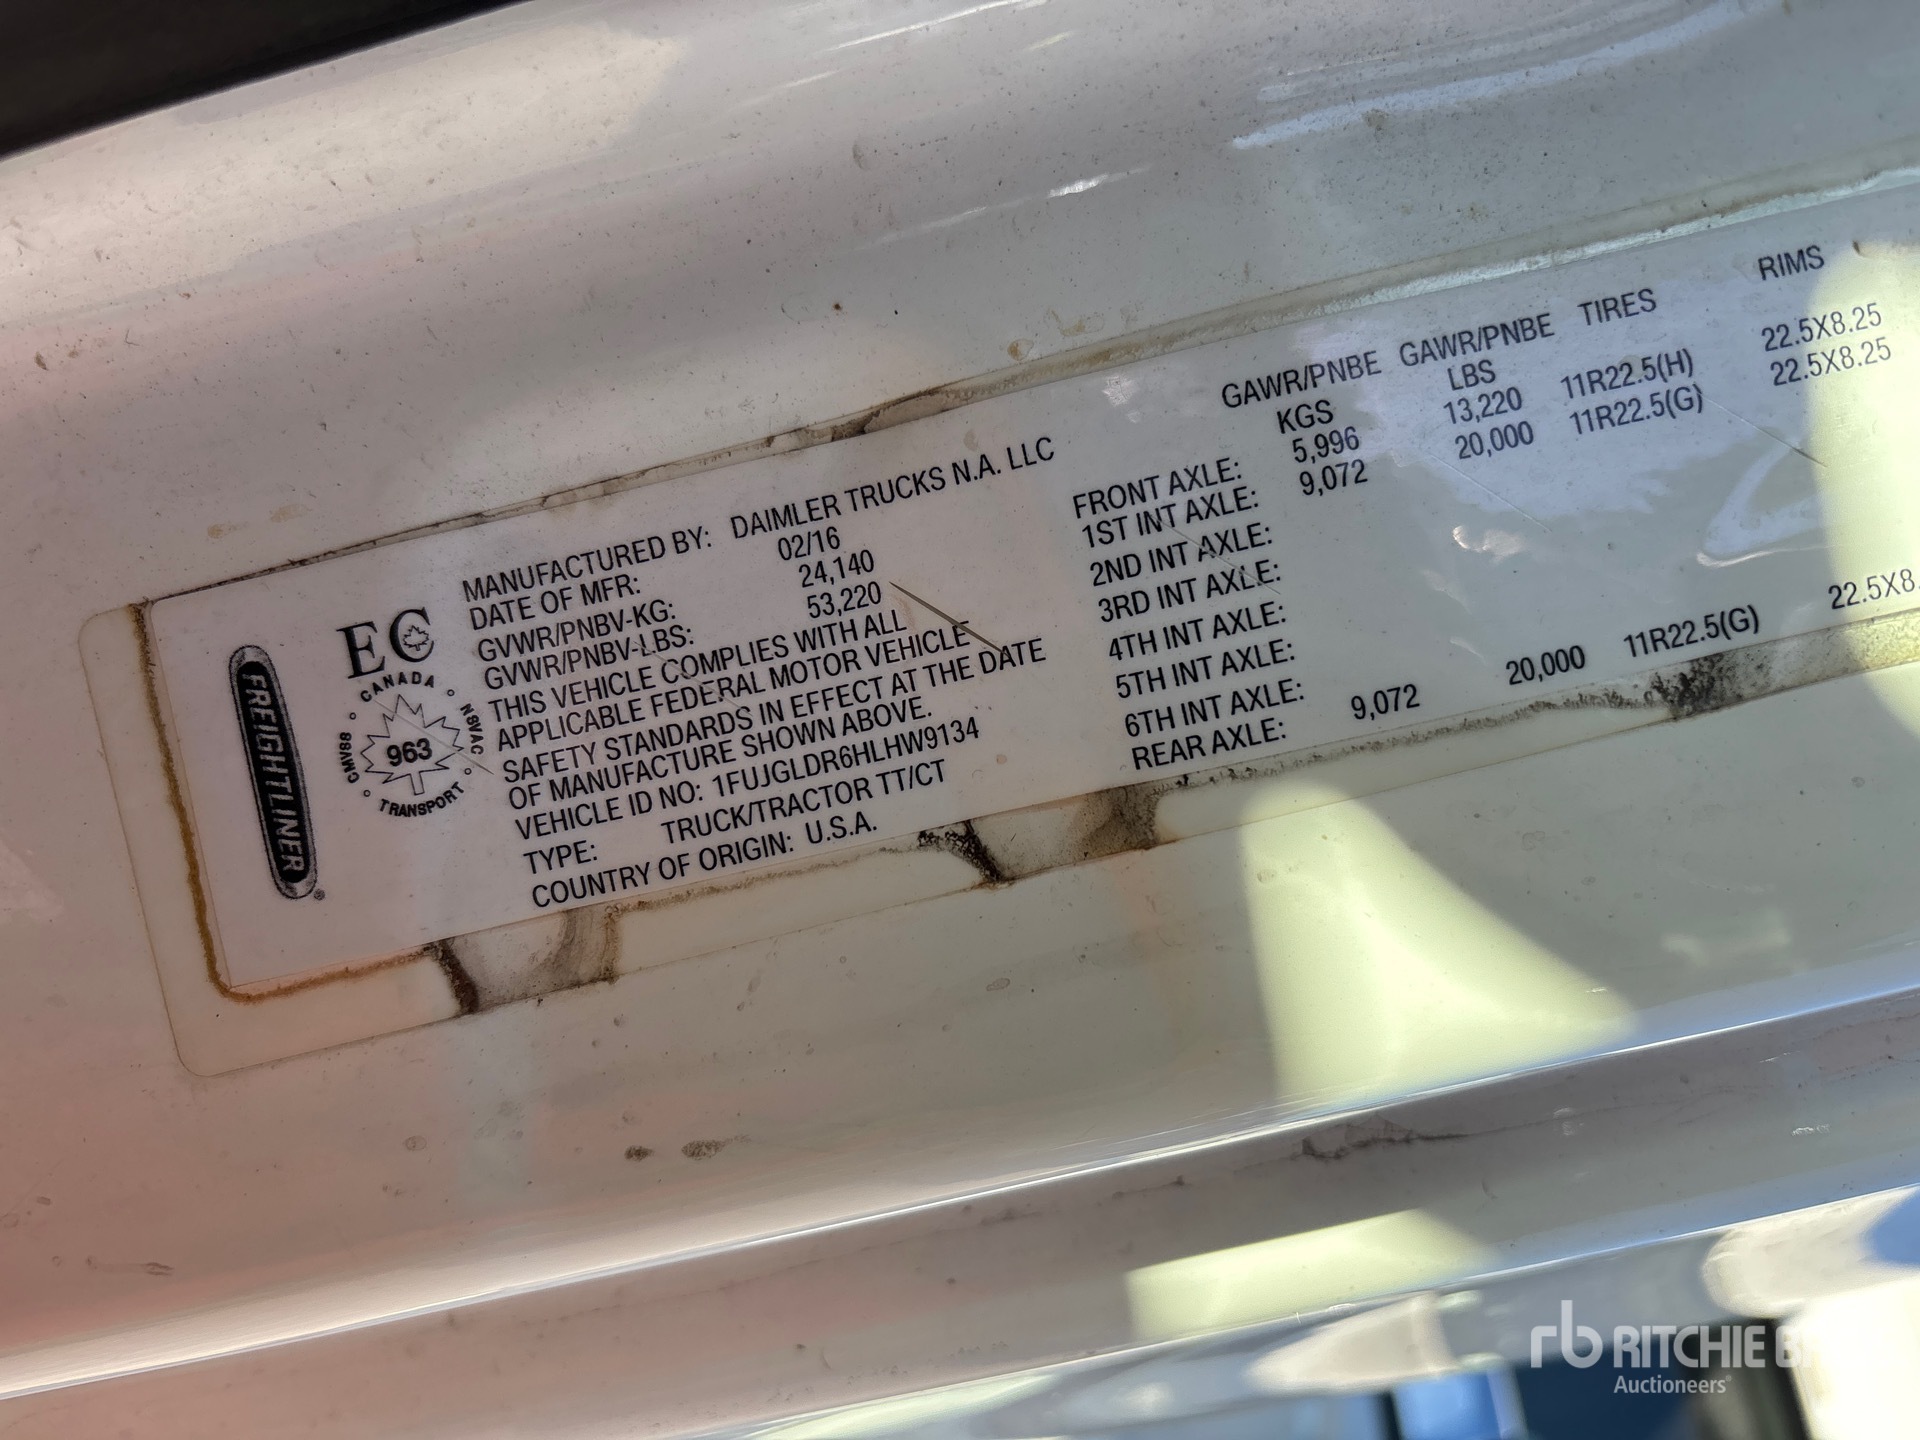 FREIGHTLINER®
EC
CANADA
CMV88 NSVAC
963
TRANSPORT
MANUFACTURED BY: DAIMLER TRUCKS N.A. LLC
DATE OF MFR: 02/16
GVWR/PNBV-KG: 24,140
GVWR/PNBV-LBS: 53,220
THIS VEHICLE COMPLIES WITH ALL
APPLICABLE FEDERAL MOTOR VEHICLE
SAFETY STANDARDS IN EFFECT AT THE DATE
OF MANUFACTURE SHOWN ABOVE.
VEHICLE ID NO: 1FUJGLDR6HLHW9134
TYPE: TRUCK/TRACTOR TT/CT
COUNTRY OF ORIGIN: U.S.A.
GAWR/PNBE GAWR/PNBE TIRES RIMS
KGS LBS
FRONT AXLE: 5,996 13,220 11R22.5(H) 22.5X8.25
1ST INT AXLE: 9,072 20,000 11R22.5(G) 22.5X8.25
2ND INT AXLE:
3RD INT AXLE:
4TH INT AXLE:
5TH INT AXLE:
6TH INT AXLE:
REAR AXLE: 9,072 20,000 11R22.5(G) 22.5X8.
rb RITCHIE
Auctioneers